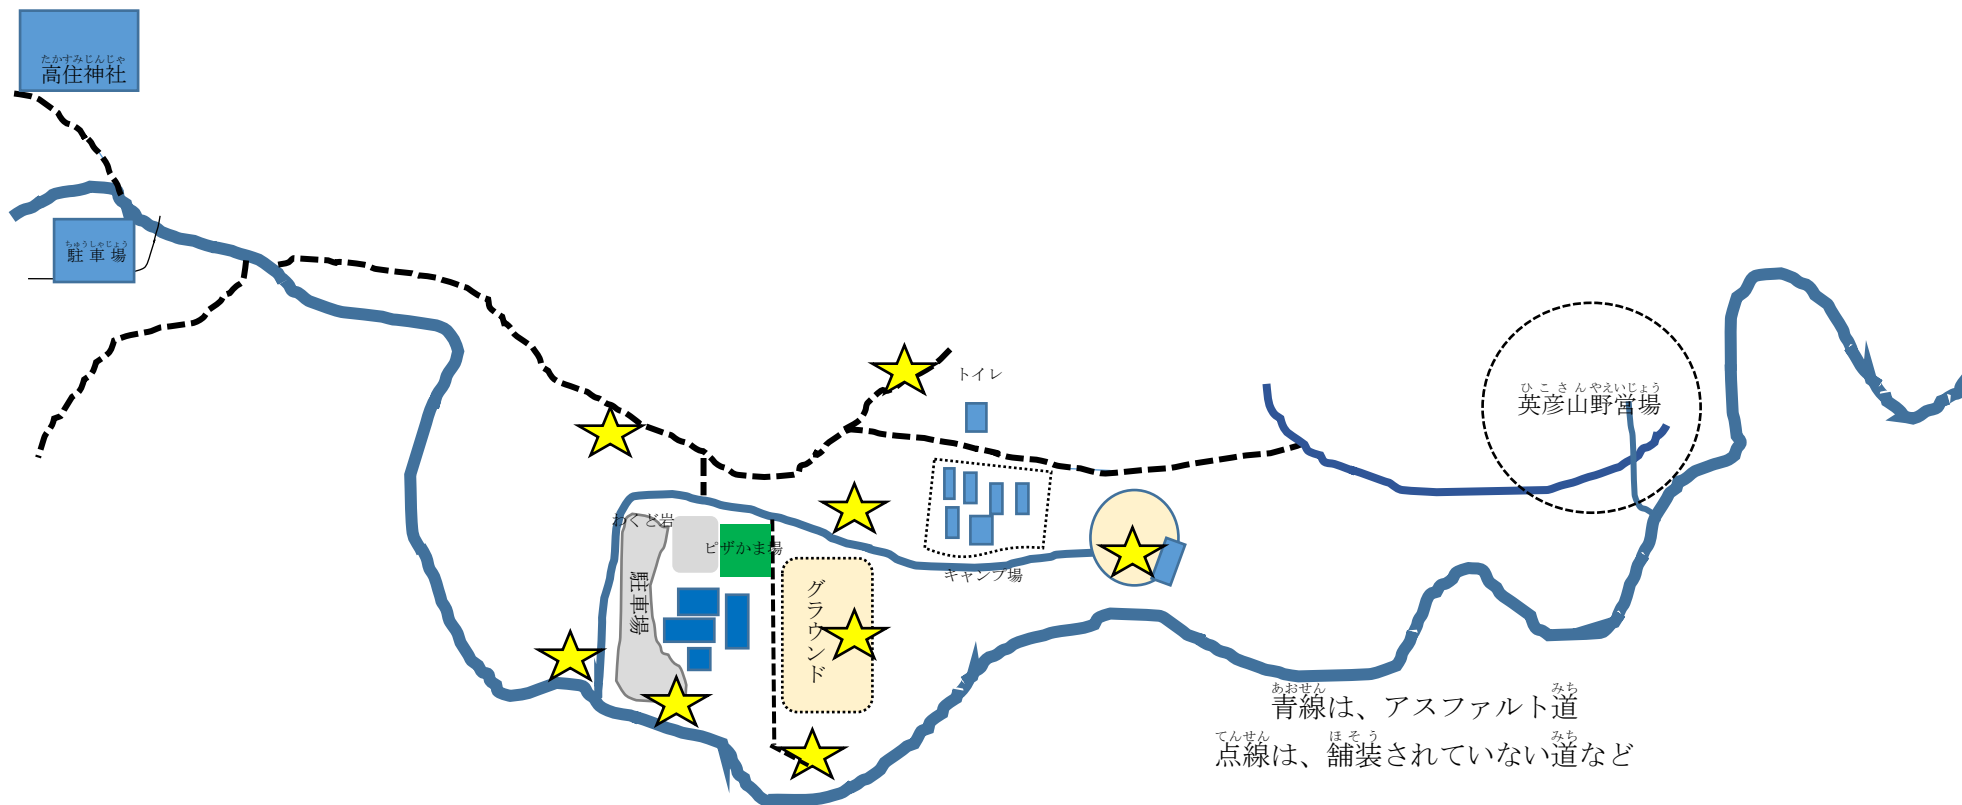 たかすみじんじゃ
高住神社
ちゅうしゃじょう
駐車場
トイレ
ひこさんやえいじょう
英彦山野営場
わくど岩
ピザかま場
駐車場
グラウンド
キャンプ場
あおせん みち
青線は、アスファルト道
てんせん ほそう みち
点線は、舗装されていない道など